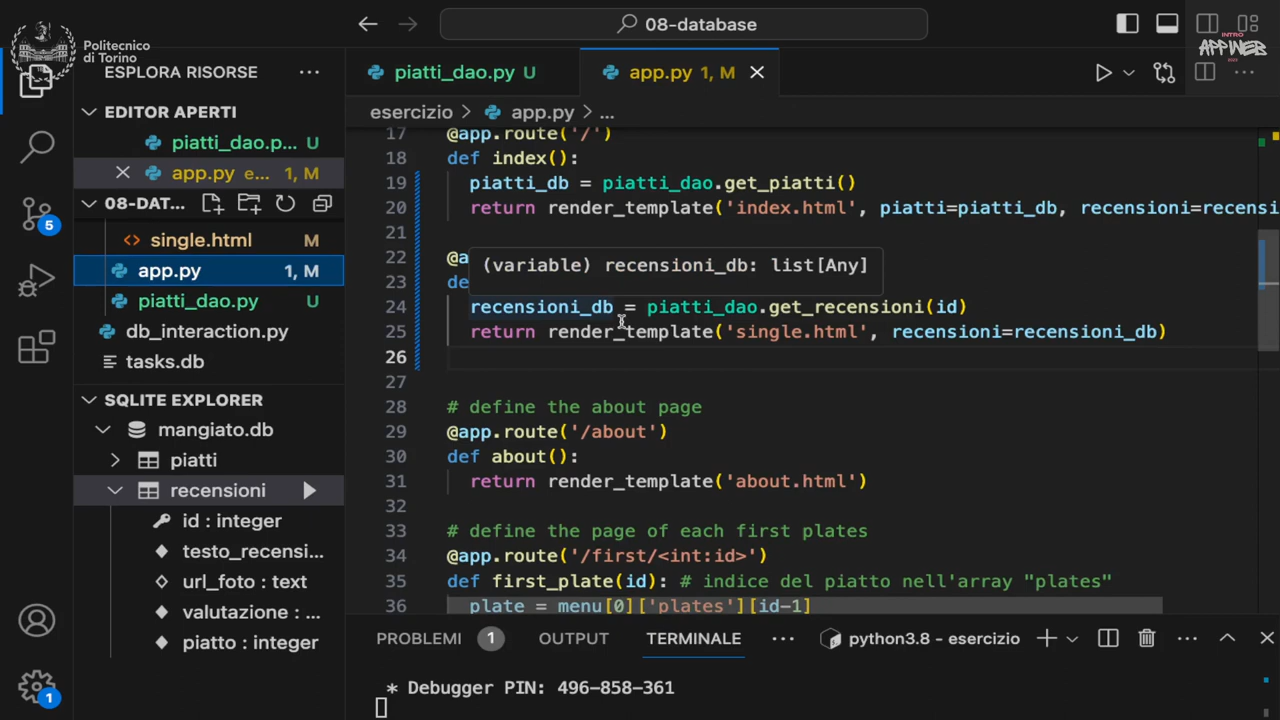 08-database
Politecnico
di Torino
INTRO
APPWEB
ESPLORA RISORSE
EDITOR APERTI
piatti_dao.p... U
app.py e... 1, M
08-DAT...
single.html M
app.py 1, M
piatti_dao.py U
db_interaction.py
tasks.db
SQLITE EXPLORER
mangiato.db
piatti
recensioni
id : integer
testo_recensi...
url_foto : text
valutazione : ...
piatto : integer
5
1
piatti_dao.py U
app.py 1, M
esercizio > app.py > ...
17 @app.route('/')
18 def index():
19 piatti_db = piatti_dao.get_piatti()
20 return render_template('index.html', piatti=piatti_db, recensioni=recensi
21
22 @a
(variable) recensioni_db: list[Any]
23 de
24 recensioni_db = piatti_dao.get_recensioni(id)
25 return render_template('single.html', recensioni=recensioni_db)
26
27
28 # define the about page
29 @app.route('/about')
30 def about():
31 return render_template('about.html')
32
33 # define the page of each first plates
34 @app.route('/first/<int:id>')
35 def first_plate(id): # indice del piatto nell'array "plates"
36 plate = menu[0]['plates'][id-1]
PROBLEMI 1 OUTPUT TERMINALE ... python3.8 - esercizio
* Debugger PIN: 496-858-361